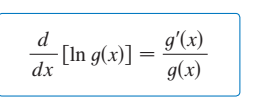 d/dx [ln g(x)] = g'(x)/g(x)